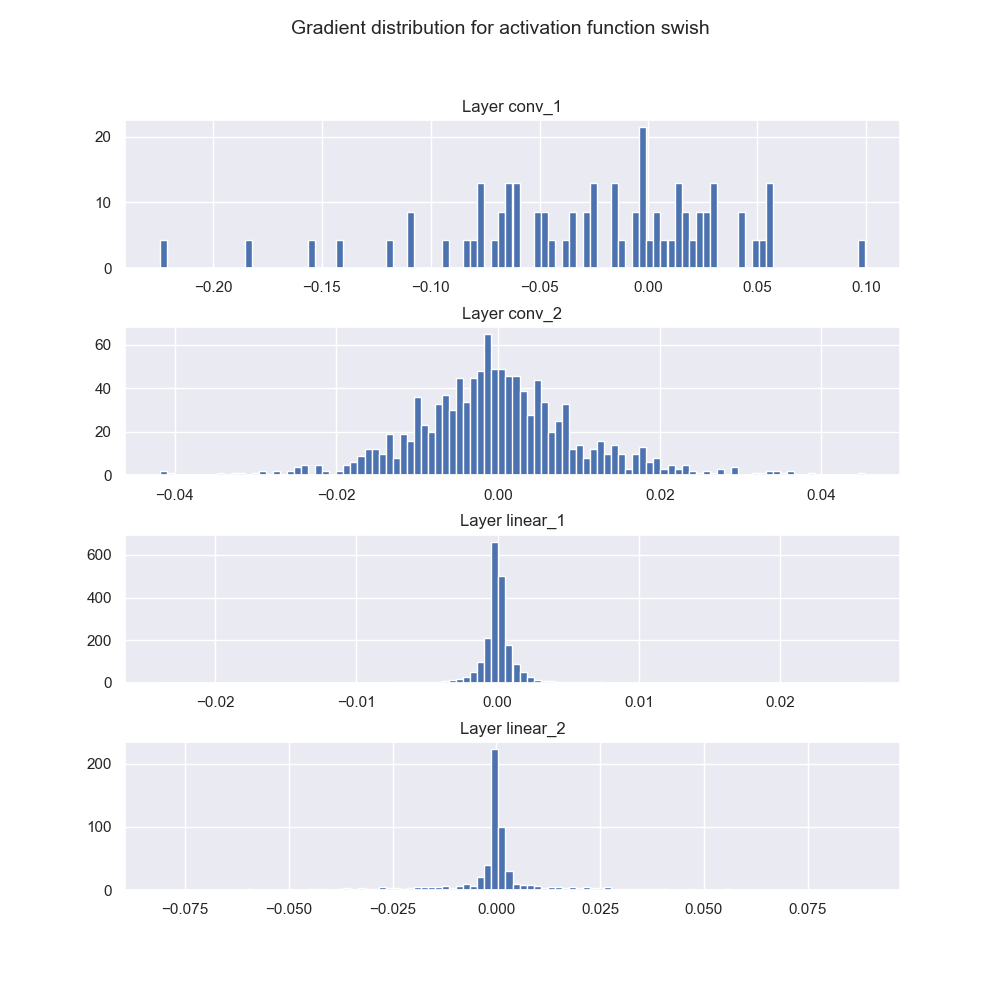 Gradient distribution for activation function swish
Layer conv_1
20
10
0
−0.20 −0.15 −0.10 −0.05 0.00 0.05 0.10
Layer conv_2
60
40
20
0
−0.04 −0.02 0.00 0.02 0.04
Layer linear_1
600
400
200
0
−0.02 −0.01 0.00 0.01 0.02
Layer linear_2
200
100
0
−0.075 −0.050 −0.025 0.000 0.025 0.050 0.075